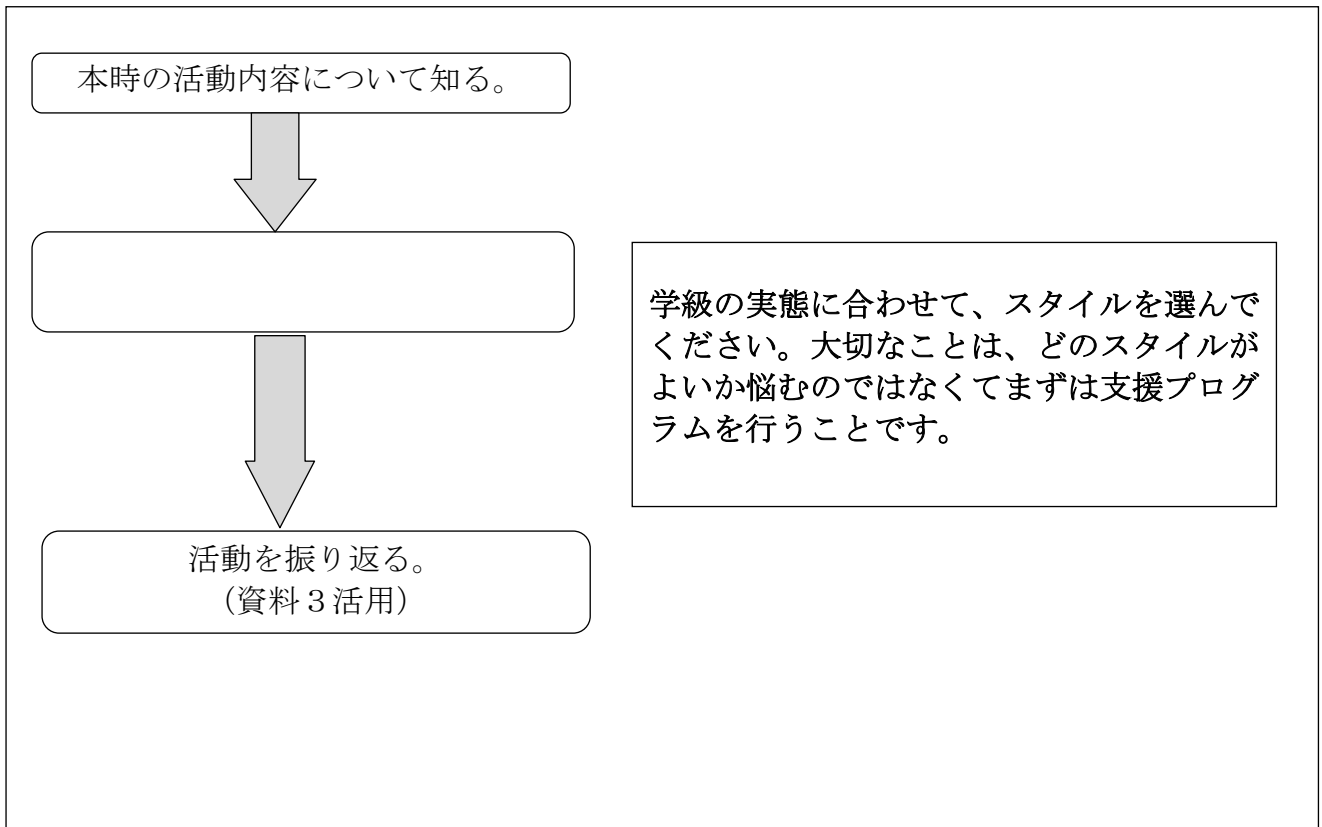 本時の活動内容について知る。
学級の実態に合わせて、スタイルを選んで
ください。大切なことは、どのスタイルが
よいか悩むのではなくてまずは支援プログ
ラムを行うことです。
活動を振り返る。
（資料３活用）